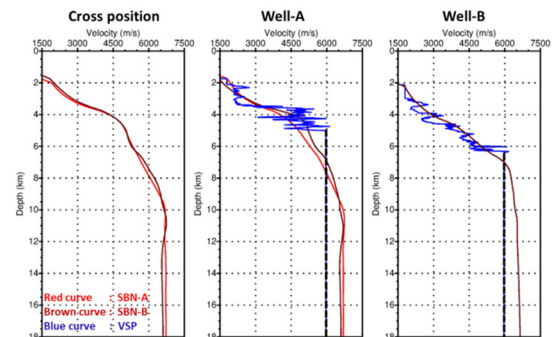 Cross position
Velocity (m/s)
1500 3000 4500 6000 7500
0
2
4
6
8
10
12
14
16
18
Depth (km)
Red curve : SBN-A
Brown curve : SBN-B
Blue curve : VSP
Well-A
Velocity (m/s)
1500 3000 4500 6000 7500
0
2
4
6
8
10
12
14
16
18
Depth (km)
Well-B
Velocity (m/s)
1500 3000 4500 6000 7500
0
2
4
6
8
10
12
14
16
18
Depth (km)